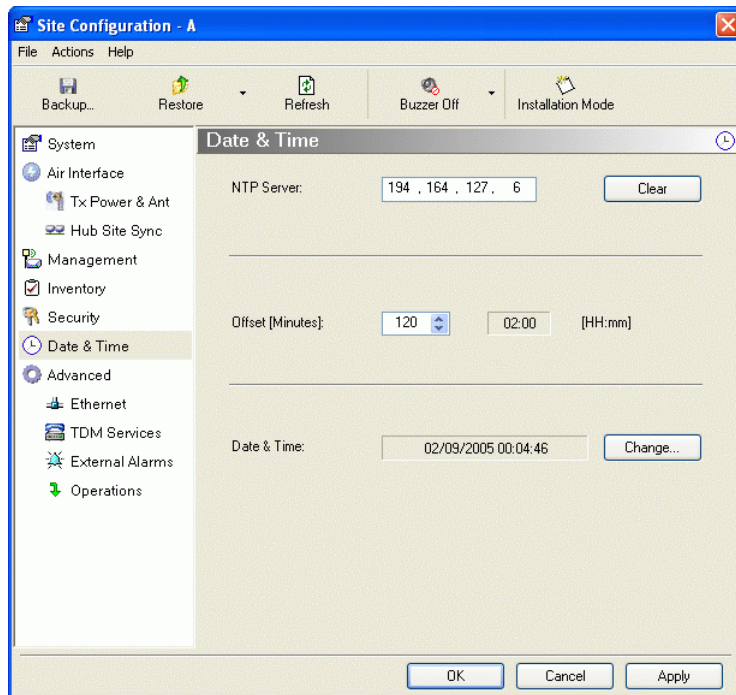 Site Configuration - A
File Actions Help
Backup... Restore Refresh Buzzer Off Installation Mode
System
Air Interface
Tx Power & Ant
Hub Site Sync
Management
Inventory
Security
Date & Time
Advanced
Ethernet
TDM Services
External Alarms
Operations
Date & Time
NTP Server: 194 . 164 . 127 . 6 Clear
Offset [Minutes]: 120 02:00 [HH:mm]
Date & Time: 02/09/2005 00:04:46 Change...
OK Cancel Apply